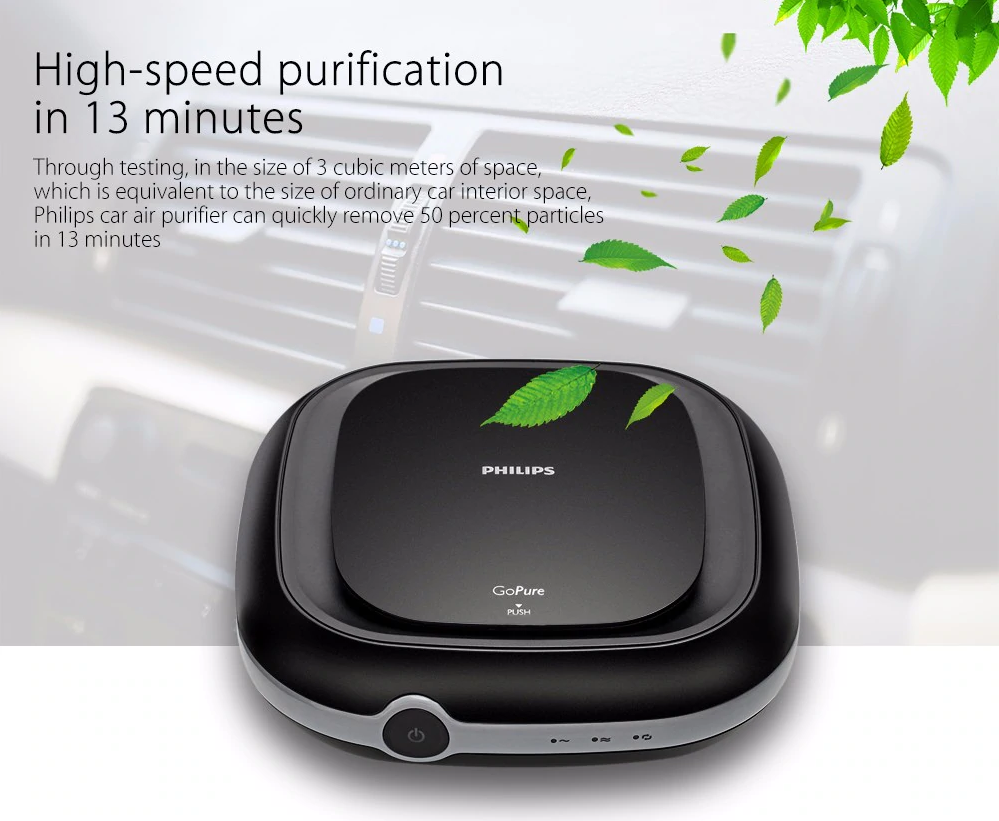 High-speed purification
in 13 minutes
Through testing, in the size of 3 cubic meters of space,
which is equivalent to the size of ordinary car interior space,
Philips car air purifier can quickly remove 50 percent particles
in 13 minutes
PHILIPS
GoPure
PUSH